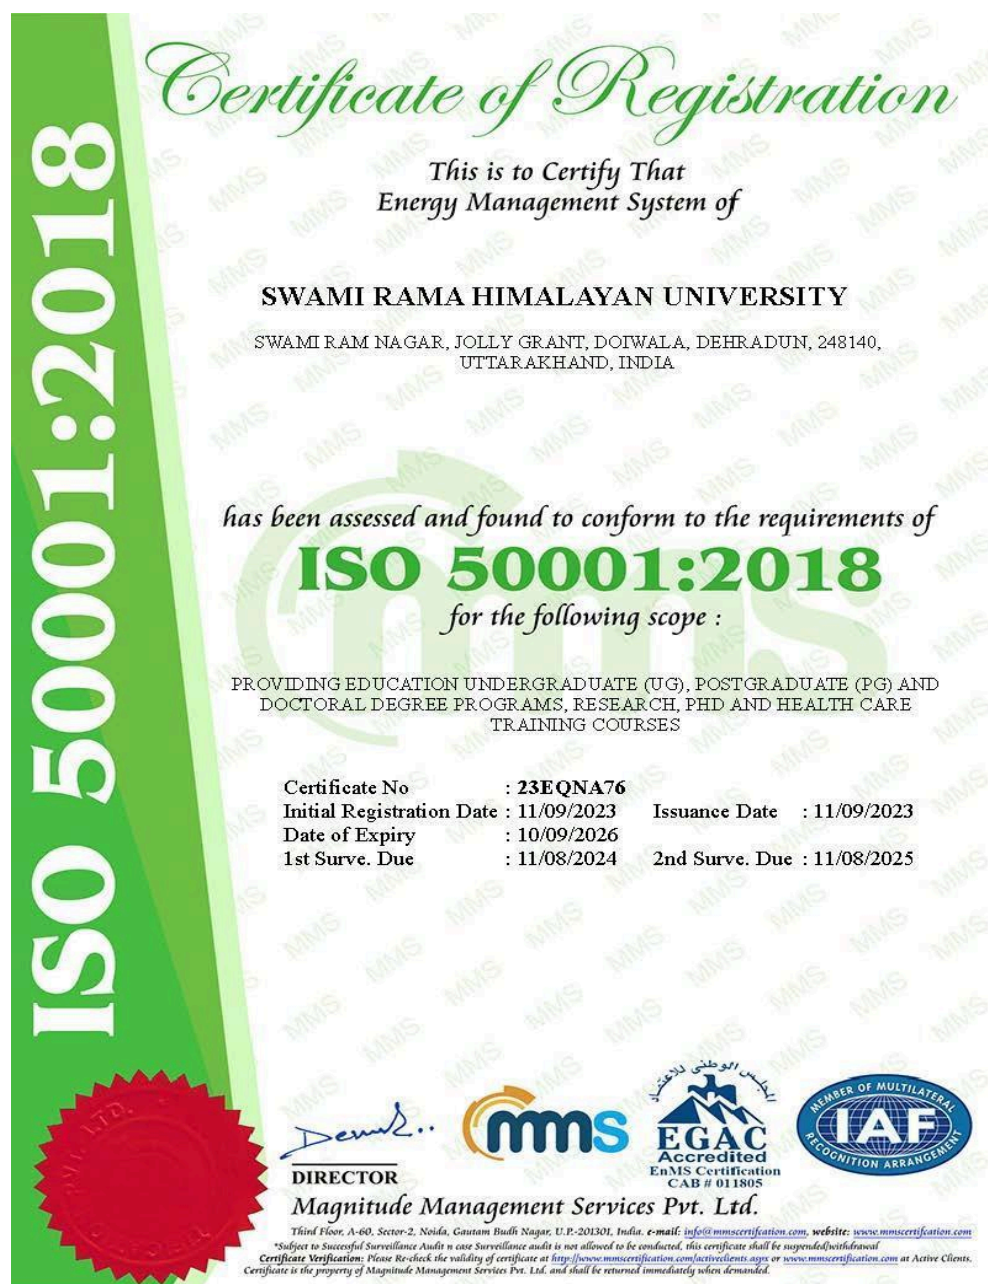 ISO 50001:2018
Certificate of Registration
This is to Certify That
Energy Management System of
SWAMI RAMA HIMALAYAN UNIVERSITY
SWAMI RAM NAGAR, JOLLY GRANT, DOIWALA, DEHRADUN, 248140,
UTTARAKHAND, INDIA
has been assessed and found to conform to the requirements of
ISO 50001:2018
for the following scope :
PROVIDING EDUCATION UNDERGRADUATE (UG), POSTGRADUATE (PG) AND
DOCTORAL DEGREE PROGRAMS, RESEARCH, PHD AND HEALTH CARE
TRAINING COURSES
Certificate No : 23EQNA76
Initial Registration Date : 11/09/2023 Issuance Date : 11/09/2023
Date of Expiry : 10/09/2026
1st Surve. Due : 11/08/2024 2nd Surve. Due : 11/08/2025
mms
المجلس الوطني للاعتماد
EGAC
Accredited
EnMS Certification
CAB # 011805
MEMBER OF MULTILATERAL
IAF
RECOGNITION ARRANGEMENT
DIRECTOR
Magnitude Management Services Pvt. Ltd.
Third Floor, A-60, Sector-2, Noida, Gautam Budh Nagar, U.P.-201301, India. e-mail: info@mmscertifcation.com, website: www.mmscertifcation.com
*Subject to Successful Surveillance Audit n case Surveillance audit is not allowed to be conducted, this certificate shall be suspended/withdrawal
Certificate Verification: Please Re-check the validity of certificate at http://www.mmscertification.com/activeclients.aspx or www.mmscertification.com at Active Clients.
Certificate is the property of Magnitude Management Services Pvt. Ltd. and shall be returned immediately when demanded.